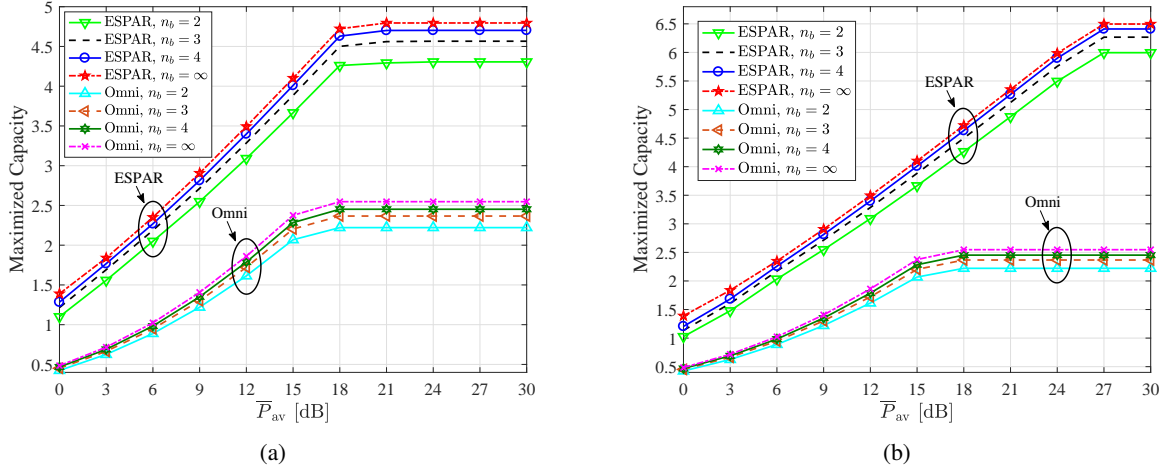 ESPAR, n_b = 2
ESPAR, n_b = 3
ESPAR, n_b = 4
ESPAR, n_b = ∞
Omni, n_b = 2
Omni, n_b = 3
Omni, n_b = 4
Omni, n_b = ∞
ESPAR
Omni
Maximized Capacity
5
4.5
4
3.5
3
2.5
2
1.5
1
0.5
0 3 6 9 12 15 18 21 24 27 30
P̅_av [dB]
(a)
ESPAR, n_b = 2
ESPAR, n_b = 3
ESPAR, n_b = 4
ESPAR, n_b = ∞
Omni, n_b = 2
Omni, n_b = 3
Omni, n_b = 4
Omni, n_b = ∞
ESPAR
Omni
Maximized Capacity
6.5
6
5.5
5
4.5
4
3.5
3
2.5
2
1.5
1
0.5
0 3 6 9 12 15 18 21 24 27 30
P̅_av [dB]
(b)